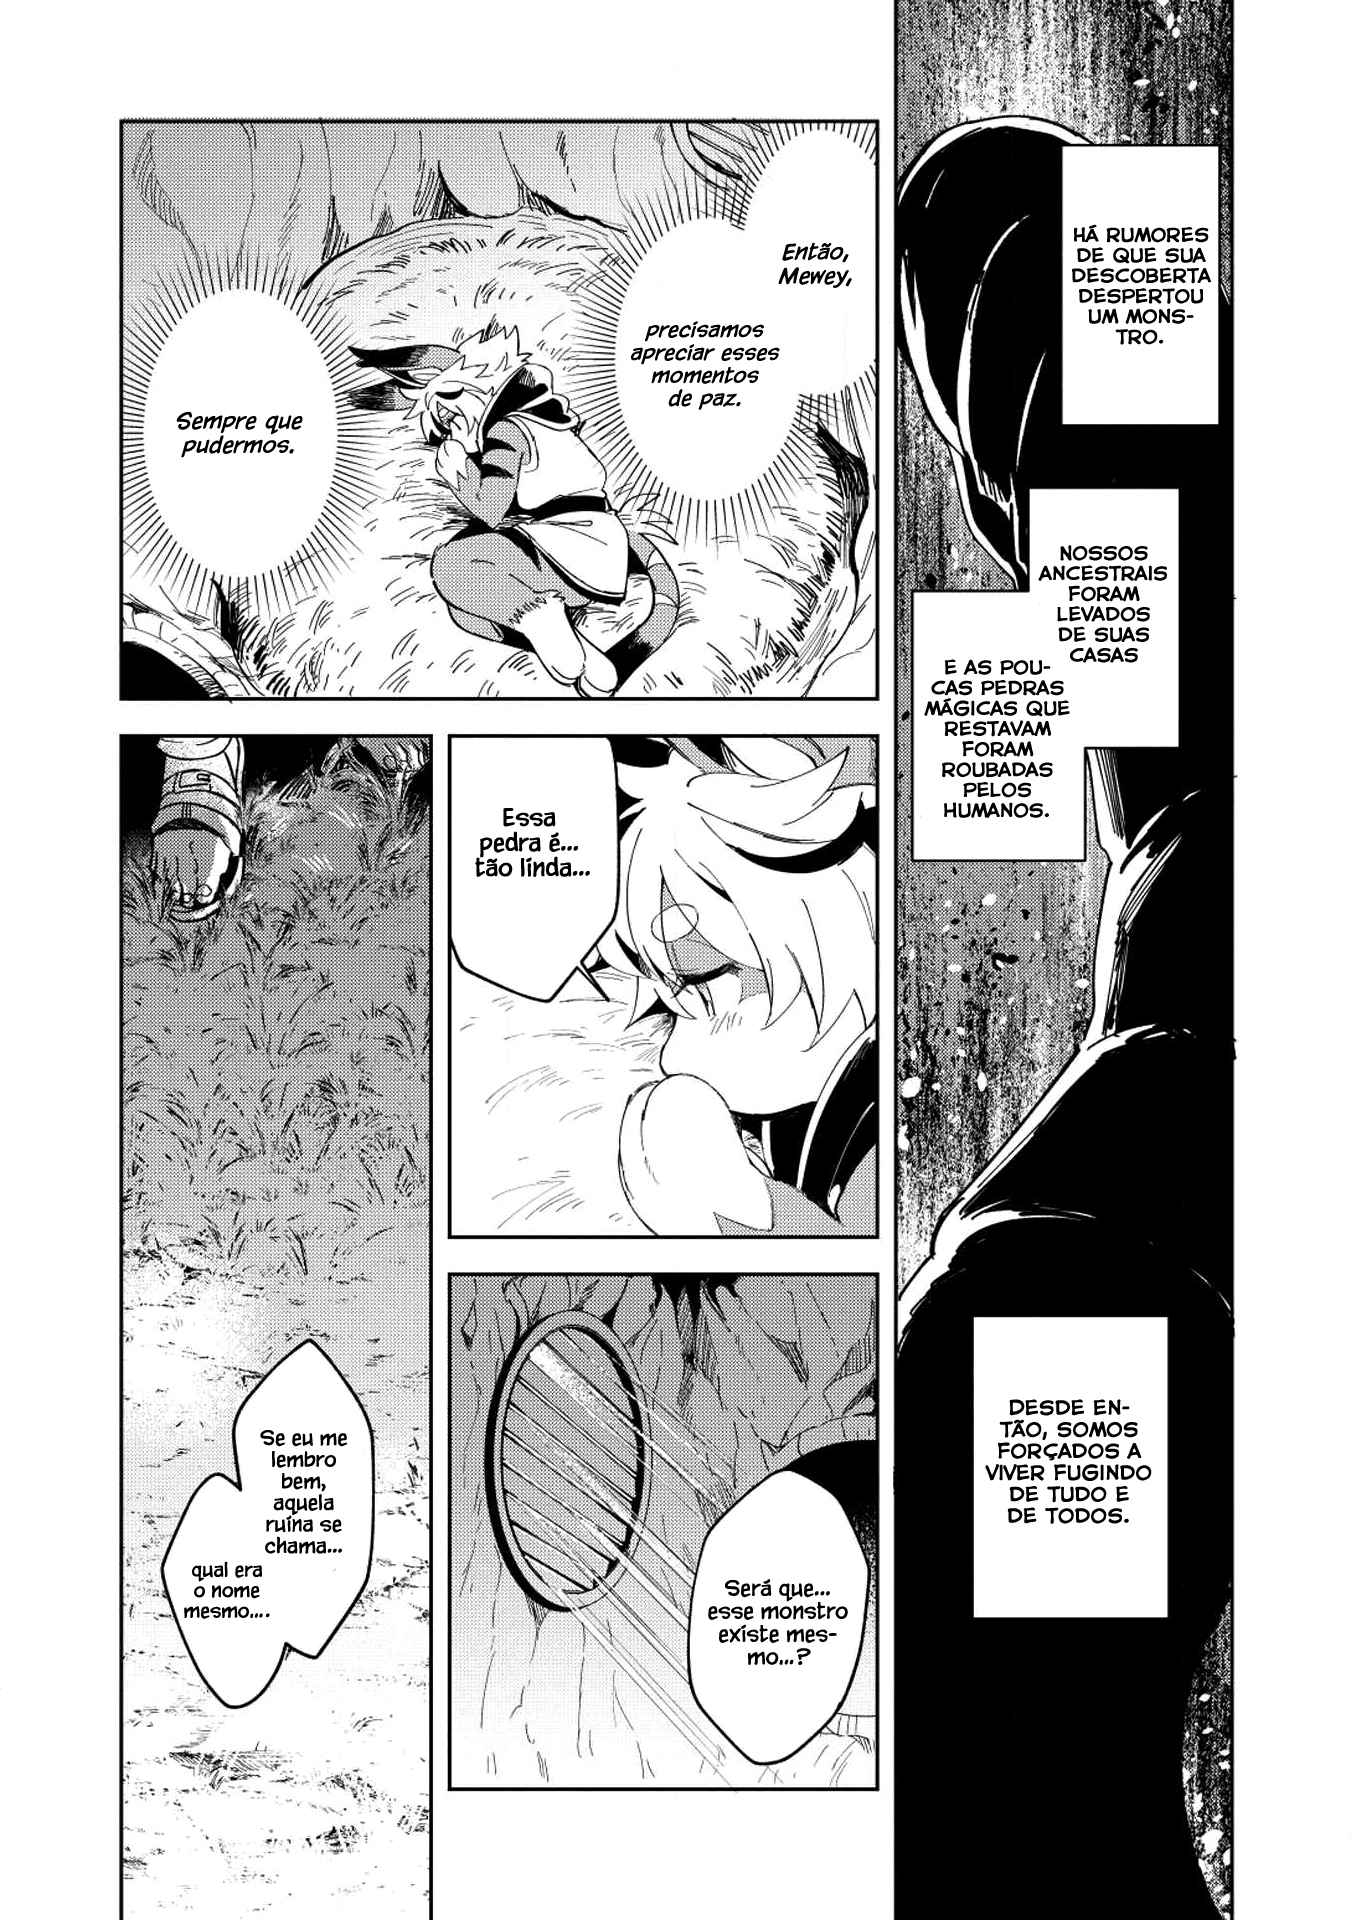 HÁ RUMORES
DE QUE SUA
DESCOBERTA
DESPERTOU
UM MONS-
TRO.
NOSSOS
ANCESTRAIS
FORAM
LEVADOS
DE SUAS
CASAS
E AS POU-
CAS PEDRAS
MÁGICAS QUE
RESTAVAM
FORAM
ROUBADAS
PELOS
HUMANOS.
DESDE EN-
TÃO, SOMOS
FORÇADOS A
VIVER FUGINDO
DE TUDO E
DE TODOS.
Então,
Mewey,
precisamos
apreciar esses
momentos
de paz.
Sempre que
pudermos.
Essa
pedra é...
tão linda...
Será que...
esse monstro
existe mes-
mo...?
Se eu me
lembro
bem,
aquela
ruína se
chama...
qual era
o nome
mesmo....